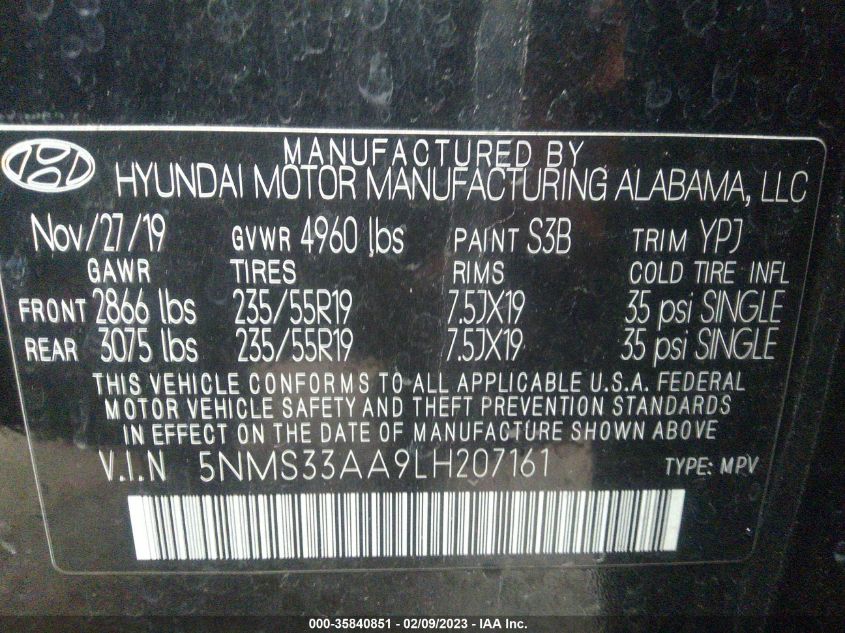 MANUFACTURED BY
HYUNDAI MOTOR MANUFACTURING ALABAMA, LLC
Nov/27/19 GVWR 4960 lbs PAINT S3B TRIM YPJ
GAWR TIRES RIMS COLD TIRE INFL
FRONT 2866 lbs 235/55R19 7.5JX19 35 psi SINGLE
REAR 3075 lbs 235/55R19 7.5JX19 35 psi SINGLE
THIS VEHICLE CONFORMS TO ALL APPLICABLE U.S.A. FEDERAL
MOTOR VEHICLE SAFETY AND THEFT PREVENTION STANDARDS
IN EFFECT ON THE DATE OF MANUFACTURE SHOWN ABOVE.
V.I.N 5NMS33AA9LH207161 TYPE: MPV
000-35840851 - 02/09/2023 - IAA Inc.